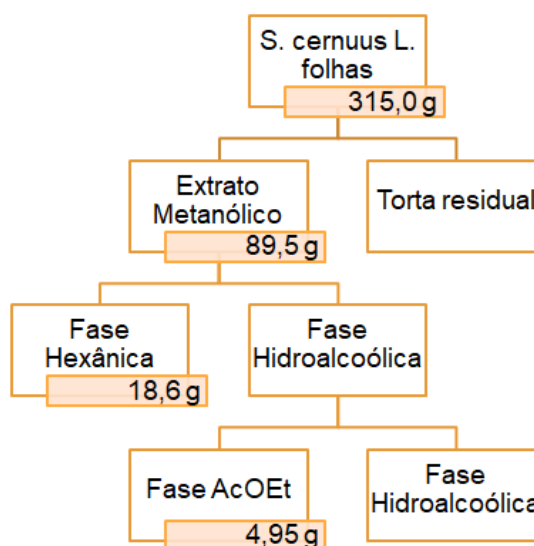 S. cernuus L.
folhas
315,0 g
Extrato
Metanólico
89,5 g
Torta residual
Fase
Hexânica
18,6 g
Fase
Hidroalcoólica
Fase AcOEt
4,95 g
Fase
Hidroalcoólica